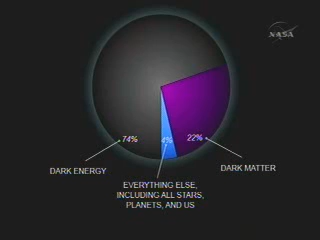 NASA
74%
4%
22%
DARK ENERGY
DARK MATTER
EVERYTHING ELSE,
INCLUDING ALL STARS,
PLANETS, AND US